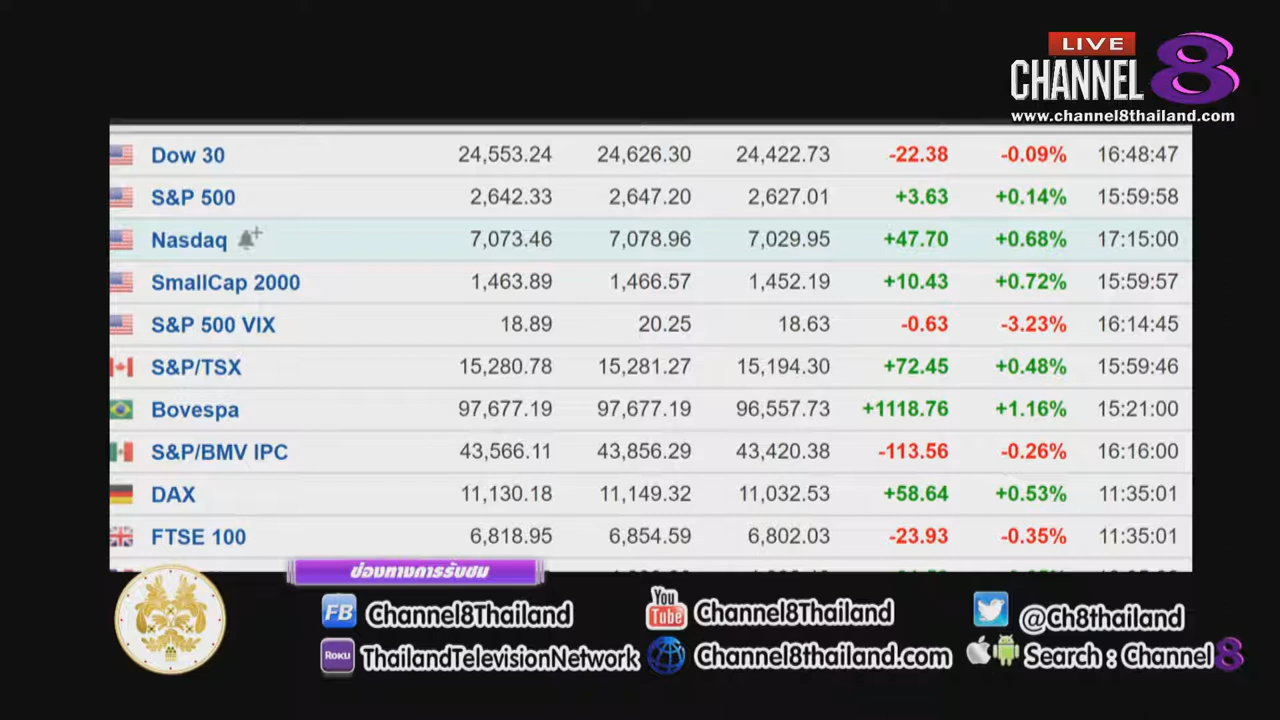 LIVE
CHANNEL 8
www.channel8thailand.com
Dow 30 24,553.24 24,626.30 24,422.73 -22.38 -0.09% 16:48:47
S&P 500 2,642.33 2,647.20 2,627.01 +3.63 +0.14% 15:59:58
Nasdaq 7,073.46 7,078.96 7,029.95 +47.70 +0.68% 17:15:00
SmallCap 2000 1,463.89 1,466.57 1,452.19 +10.43 +0.72% 15:59:57
S&P 500 VIX 18.89 20.25 18.63 -0.63 -3.23% 16:14:45
S&P/TSX 15,280.78 15,281.27 15,194.30 +72.45 +0.48% 15:59:46
Bovespa 97,677.19 97,677.19 96,557.73 +1118.76 +1.16% 15:21:00
S&P/BMV IPC 43,566.11 43,856.29 43,420.38 -113.56 -0.26% 16:16:00
DAX 11,130.18 11,149.32 11,032.53 +58.64 +0.53% 11:35:01
FTSE 100 6,818.95 6,854.59 6,802.03 -23.93 -0.35% 11:35:01
ช่องทางการรับชม
FB Channel8Thailand You Tube Channel8Thailand @Ch8thailand
ROKU ThailandTelevisionNetwork Channel8thailand.com Search : Channel 8